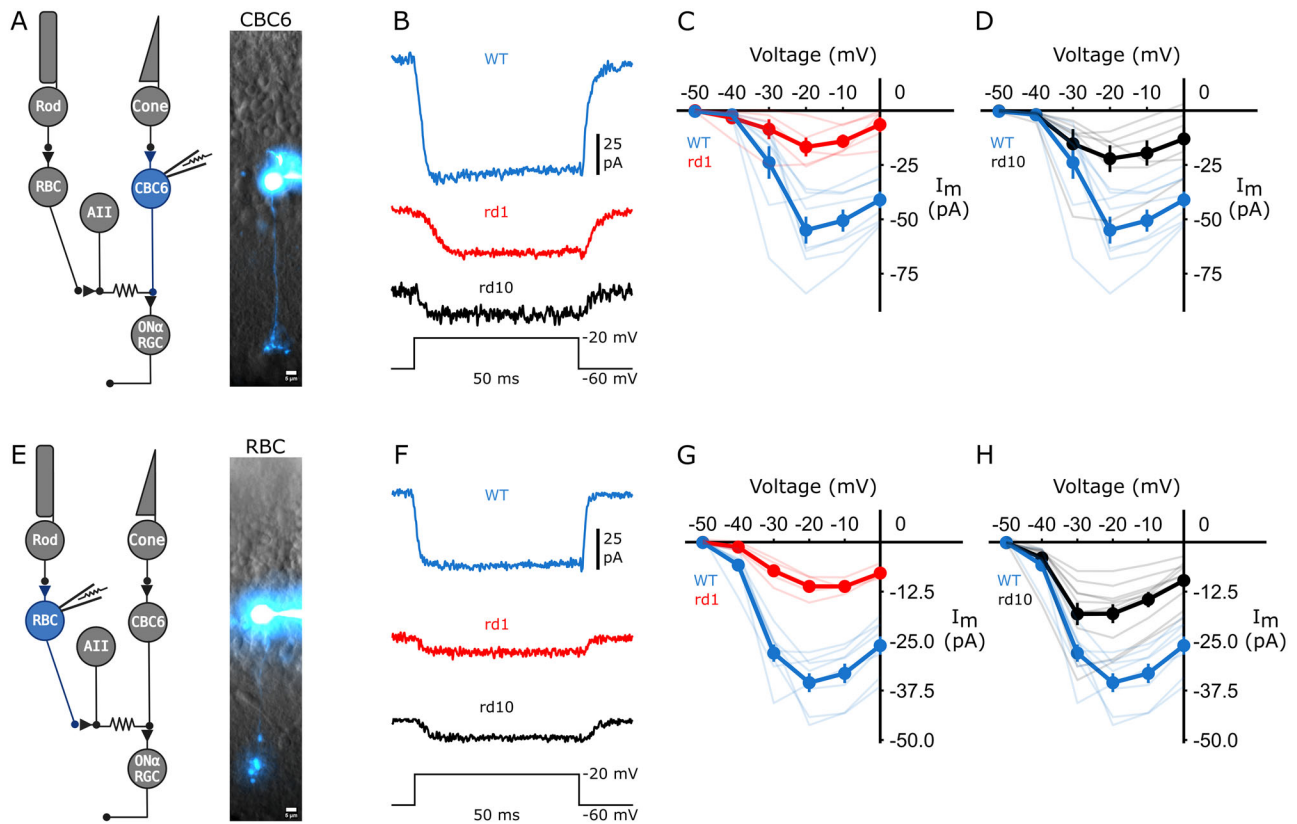 A
CBC6
Rod
Cone
RBC
CBC6
AII
ONα
RGC
5 μm
B
WT
25
pA
rd1
rd10
-20 mV
50 ms
-60 mV
C
Voltage (mV)
-50 -40 -30 -20 -10 0
WT
rd1
-25
Im
-50 (pA)
-75
D
Voltage (mV)
-50 -40 -30 -20 -10 0
WT
rd10
-25
Im
-50 (pA)
-75
E
RBC
Rod
Cone
RBC
CBC6
AII
ONα
RGC
5 μm
F
WT
25
pA
rd1
rd10
-20 mV
50 ms
-60 mV
G
Voltage (mV)
-50 -40 -30 -20 -10 0
WT
rd1
-12.5
Im
-25.0 (pA)
-37.5
-50.0
H
Voltage (mV)
-50 -40 -30 -20 -10 0
WT
rd10
-12.5
Im
-25.0 (pA)
-37.5
-50.0